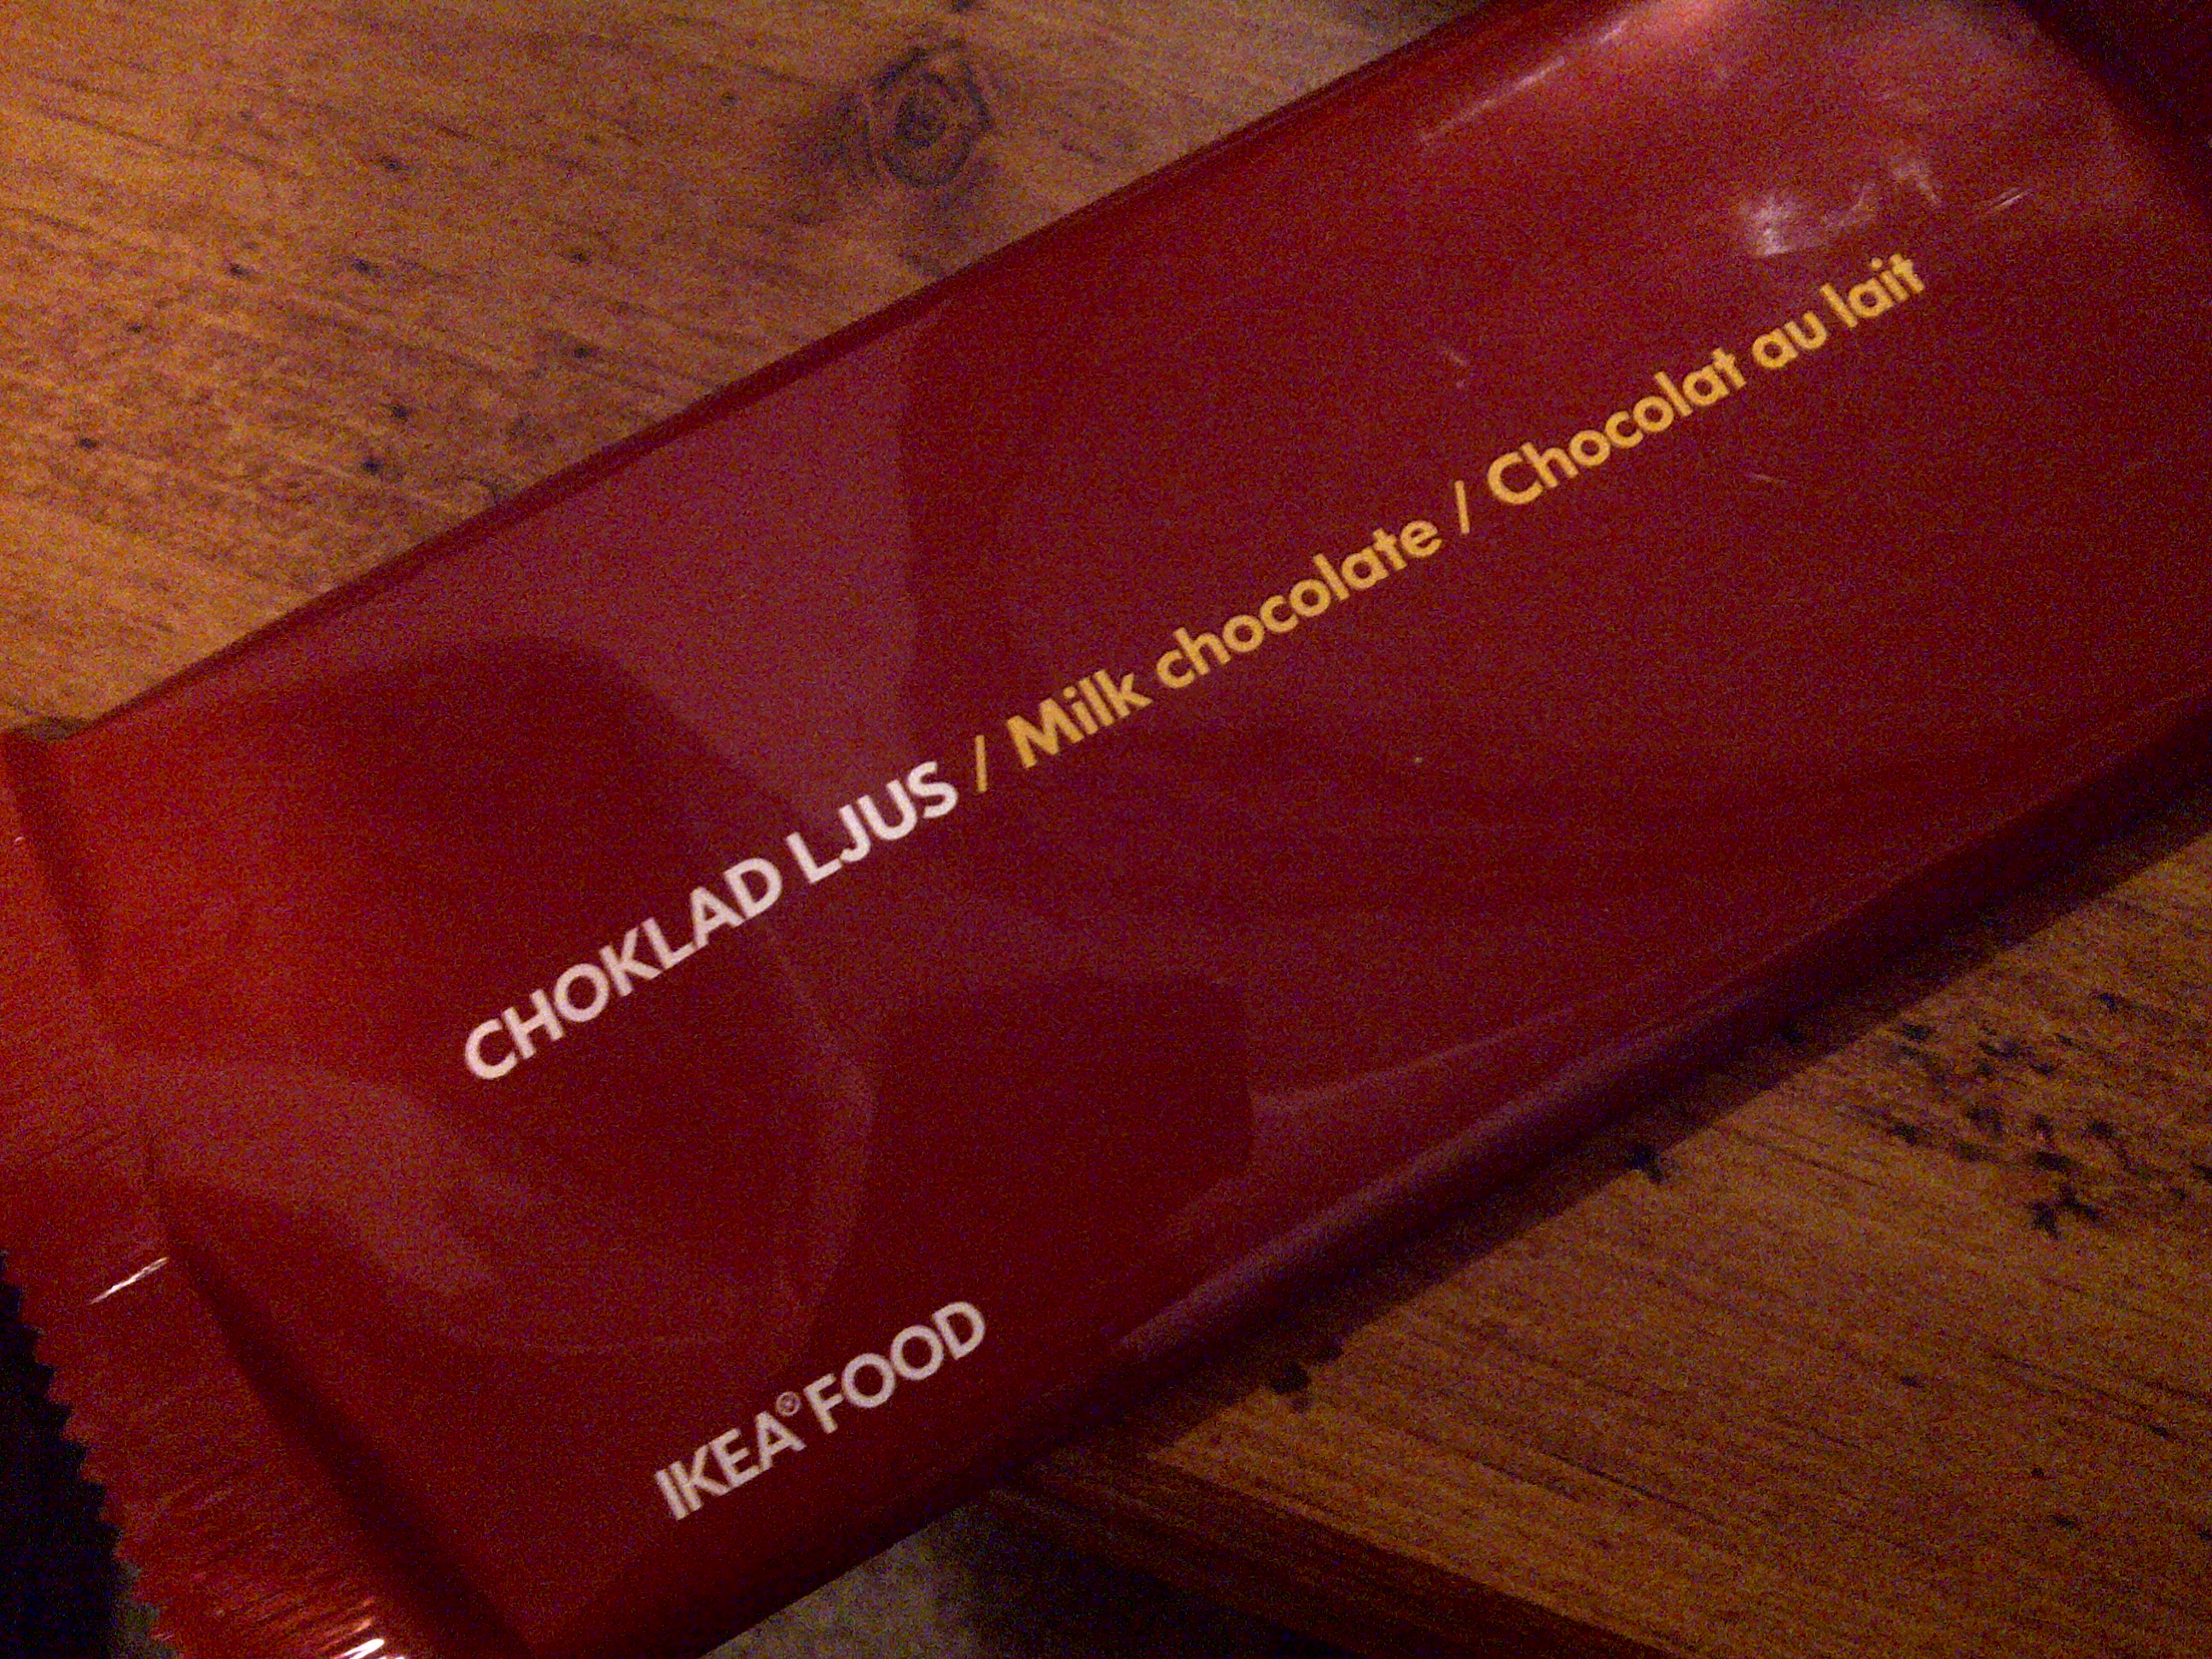 CHOKLAD LJUS / Milk chocolate / Chocolat au lait
IKEA® FOOD